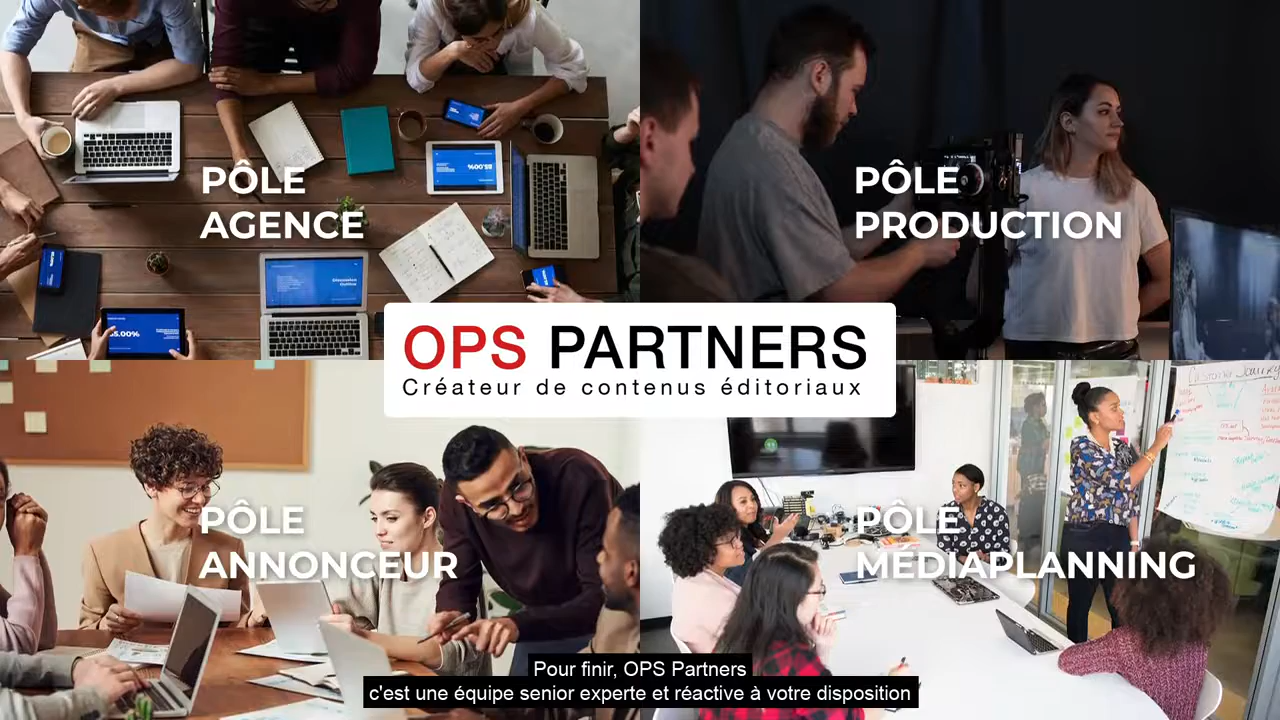 PÔLE
AGENCE
PÔLE
PRODUCTION
OPS PARTNERS
Créateur de contenus éditoriaux
PÔLE
ANNONCEUR
PÔLE
MÉDIAPLANNING
Pour finir, OPS Partners
c'est une équipe senior experte et réactive à votre disposition